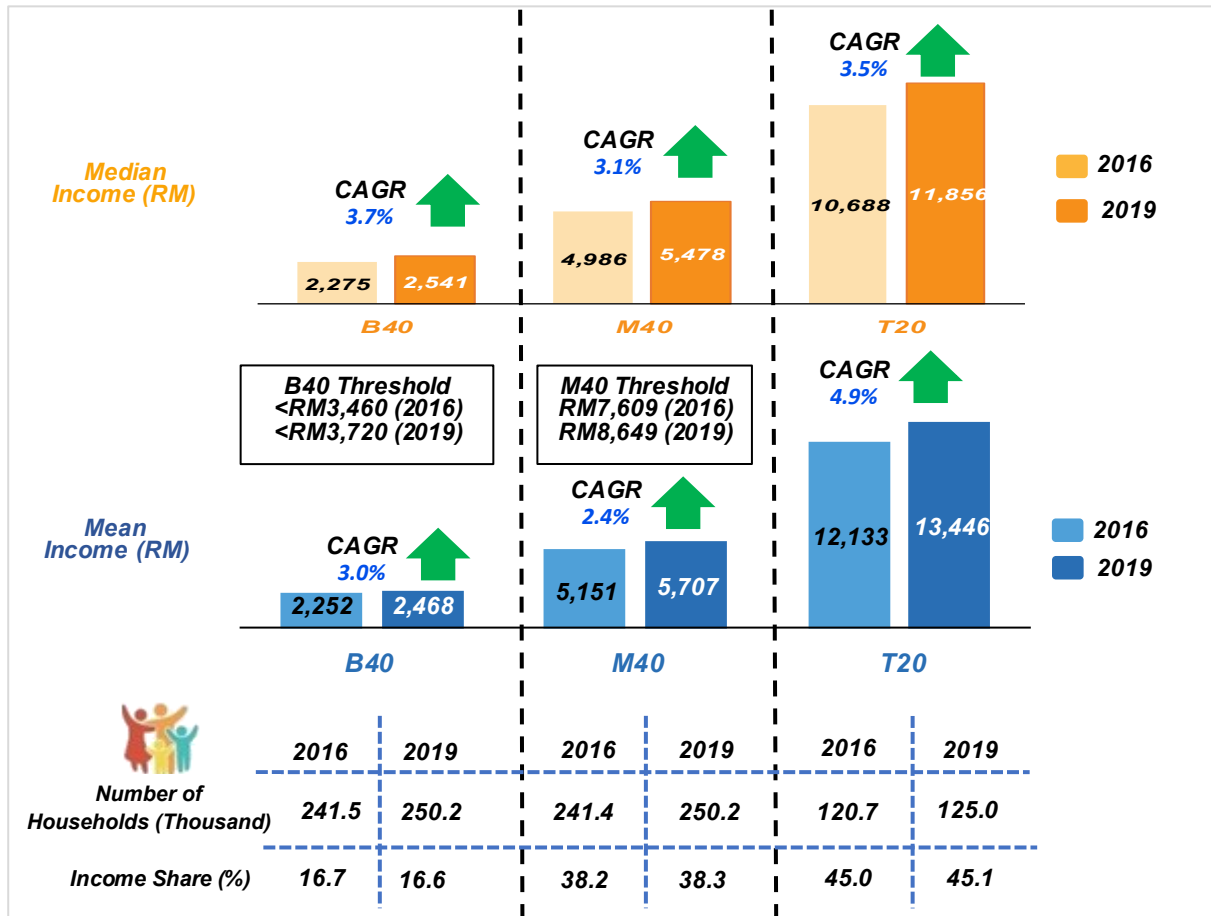 CAGR
3.5%
CAGR
3.1%
CAGR
3.7%
Median
Income (RM)
2016
2019
2,275
2,541
4,986
5,478
10,688
11,856
B40
M40
T20
B40 Threshold
<RM3,460 (2016)
<RM3,720 (2019)
M40 Threshold
RM7,609 (2016)
RM8,649 (2019)
CAGR
4.9%
CAGR
2.4%
CAGR
3.0%
Mean
Income (RM)
2016
2019
2,252
2,468
5,151
5,707
12,133
13,446
B40
M40
T20
2016 2019 2016 2019 2016 2019
Number of
Households (Thousand)
241.5 250.2 241.4 250.2 120.7 125.0
Income Share (%) 16.7 16.6 38.2 38.3 45.0 45.1